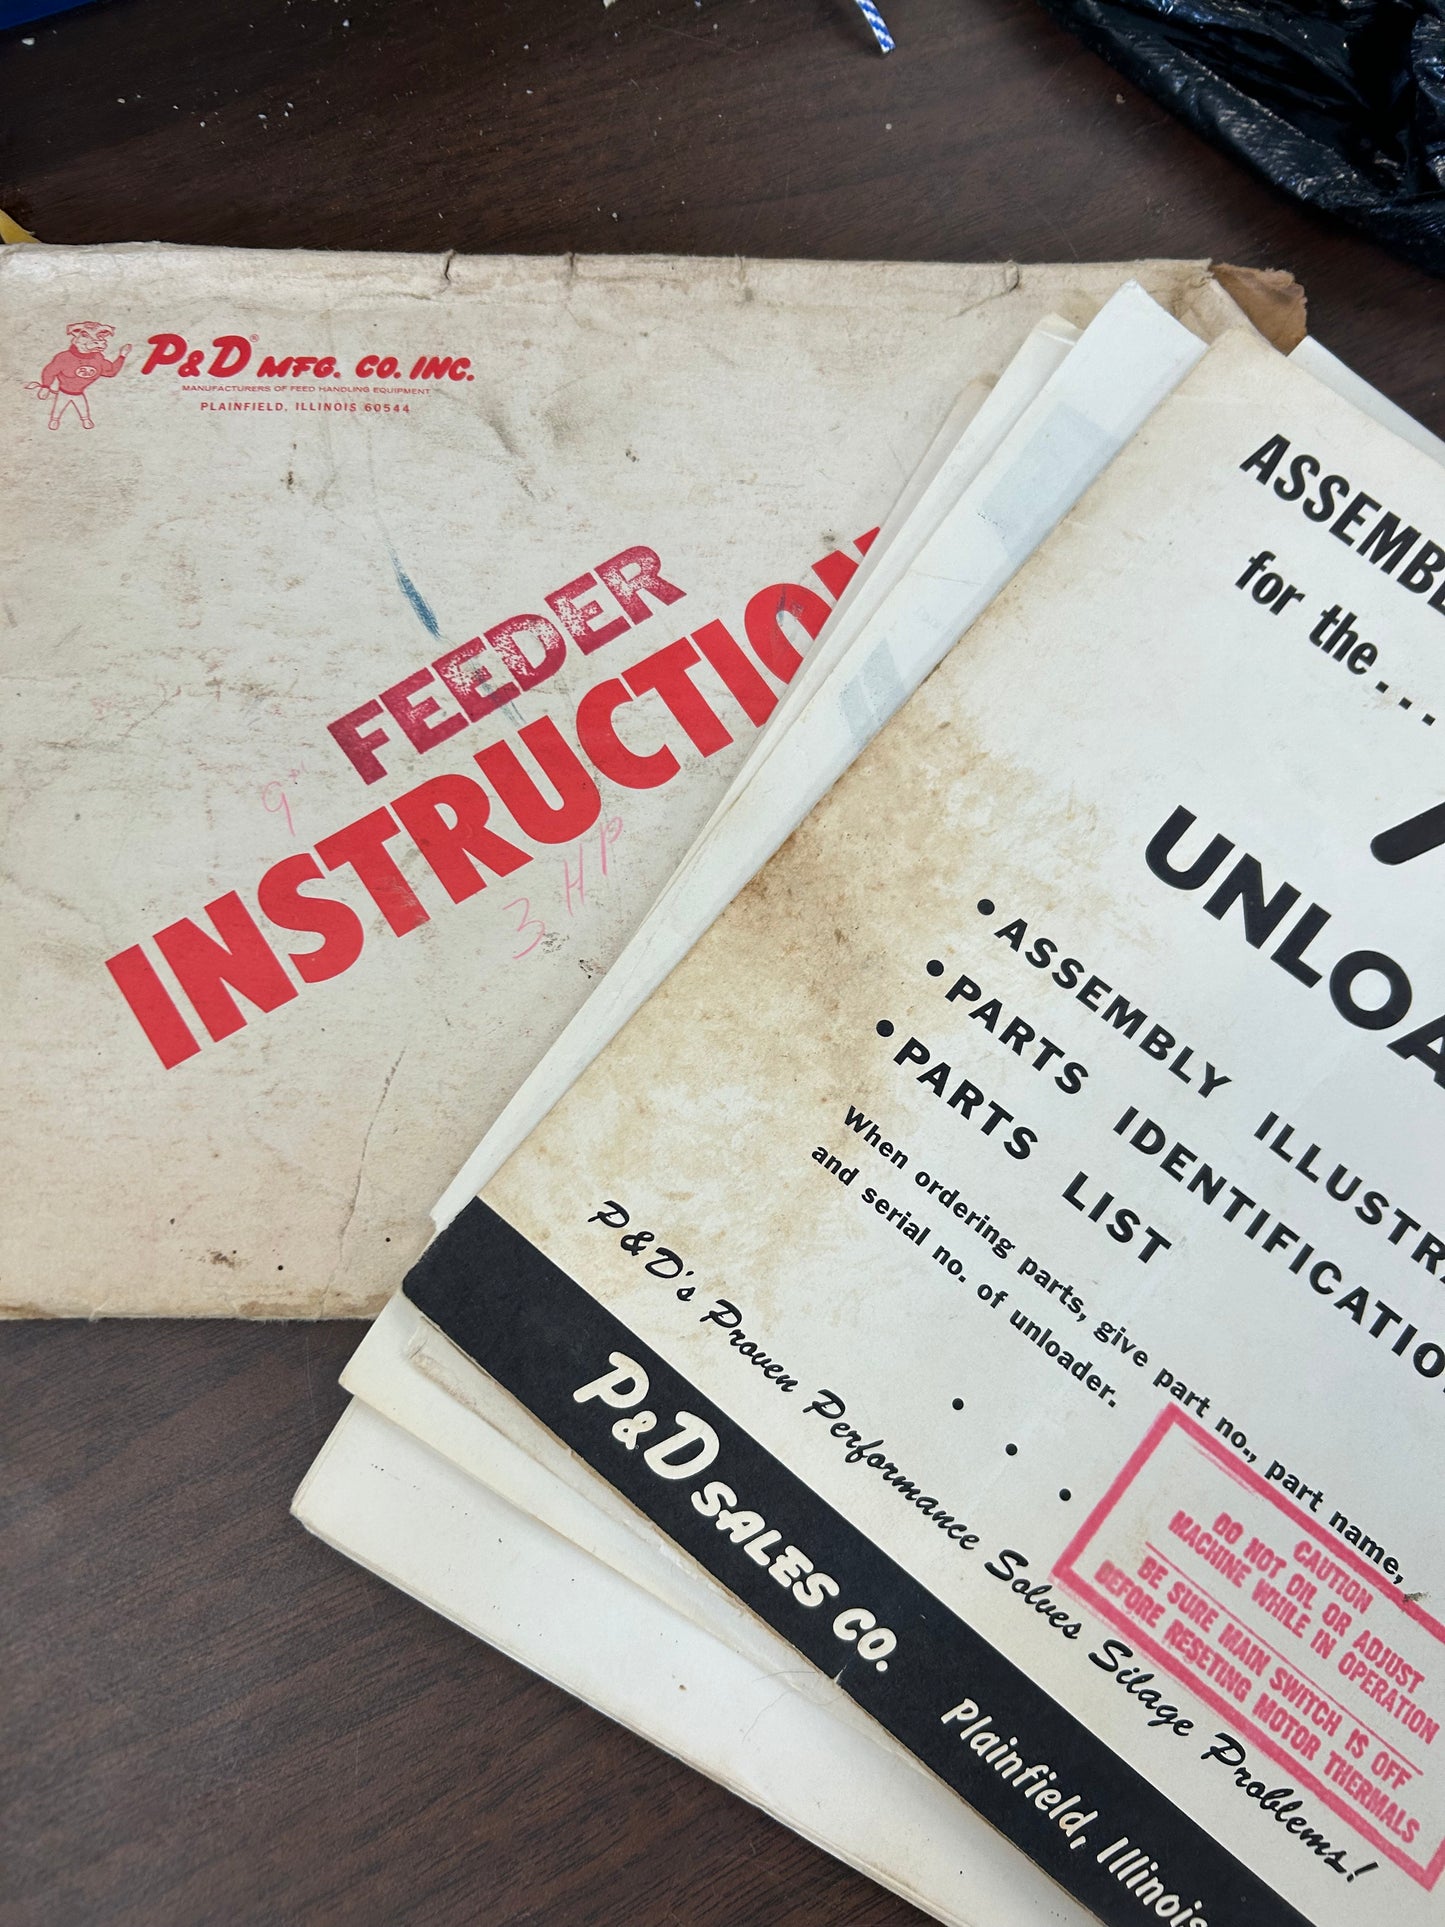 P&D® MFG. CO. INC.
MANUFACTURERS OF FEED HANDLING EQUIPMENT
PLAINFIELD, ILLINOIS 60544
P&D
FEEDER
INSTRUCTION
9"
3 HP
ASSEMB
for the....
UNLOA
• ASSEMBLY ILLUSTRA
• PARTS IDENTIFICATIO
• PARTS LIST
When ordering parts, give part no., part name,
and serial no. of unloader.
• • •
P&D's Proven Performance Solves Silage Problems!
CAUTION
DO NOT OIL OR ADJUST
MACHINE WHILE IN OPERATION
BE SURE MAIN SWITCH IS OFF
BEFORE RESETING MOTOR THERMALS
P&D SALES CO.
Plainfield, Illinois